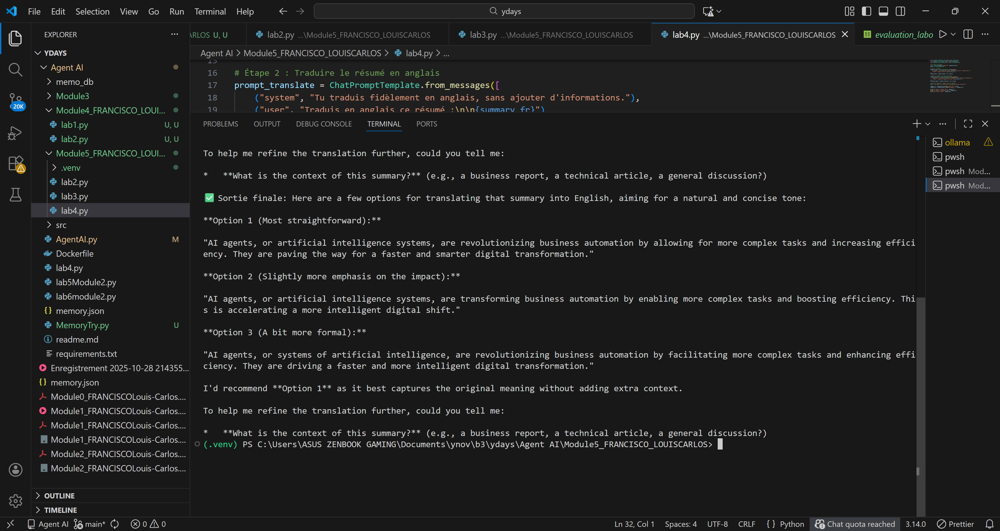 File Edit Selection View Go Run Terminal Help
ydays
EXPLORER
YDAYS
Agent AI
memo_db
Module3
Module4_FRANCISCO_LOUI...
lab1.py U, U
lab2.py U, U
Module5_FRANCISCO_LOUI...
.venv
lab2.py
lab3.py
lab4.py
src
AgentAI.py M
Dockerfile
lab4.py
lab5Module2.py
lab6module2.py
memory.json
MemoryTry.py U
readme.md
requirements.txt
Enregistrement 2025-10-28 214355...
memory.json
Module0_FRANCISCOLouis-Carlos....
Module1_FRANCISCOLouis-Carlos....
Module1_FRANCISCOLouis-Carlos....
Module1_FRANCISCOLouis-Carlos....
Module2_FRANCISCOLouis-Carlos....
Module2_FRANCISCOLouis-Carlos....
OUTLINE
TIMELINE
20K
ARLOS U, U
lab2.py ...\Module5_FRANCISCO_LOUISCARLOS
lab3.py ...\Module5_FRANCISCO_LOUISCARLOS
lab4.py ...\Module5_FRANCISCO_LOUISCARLOS
evaluation_labo
Agent AI > Module5_FRANCISCO_LOUISCARLOS > lab4.py > ...
15
16 # Étape 2 : Traduire le résumé en anglais
17 prompt_translate = ChatPromptTemplate.from_messages([
18 ("system", "Tu traduis fidèlement en anglais, sans ajouter d'informations."),
19 ("user", "Traduis en anglais ce résumé :\n\n{summary_fr}")
PROBLEMS OUTPUT DEBUG CONSOLE TERMINAL PORTS
To help me refine the translation further, could you tell me:
* **What is the context of this summary?** (e.g., a business report, a technical article, a general discussion?)
✅ Sortie finale: Here are a few options for translating that summary into English, aiming for a natural and concise tone:
**Option 1 (Most straightforward):**
"AI agents, or artificial intelligence systems, are revolutionizing business automation by allowing for more complex tasks and increasing effici
ency. They are paving the way for a faster and smarter digital transformation."
**Option 2 (Slightly more emphasis on the impact):**
"AI agents, or artificial intelligence systems, are transforming business automation by enabling more complex tasks and boosting efficiency. Thi
s is accelerating a more intelligent digital shift."
**Option 3 (A bit more formal):**
"AI agents, or systems of artificial intelligence, are revolutionizing business automation by facilitating more complex tasks and enhancing effi
ciency. They are driving a faster and more intelligent digital transformation."
I'd recommend **Option 1** as it best captures the original meaning without adding extra context.
To help me refine the translation further, could you tell me:
* **What is the context of this summary?** (e.g., a business report, a technical article, a general discussion?)
(.venv) PS C:\Users\ASUS ZENBOOK GAMING\Documents\ynov\b3\ydays\Agent AI\Module5_FRANCISCO_LOUISCARLOS>
ollama
pwsh
pwsh Mod...
pwsh Mod...
Agent AI main* 0 0
Ln 32, Col 1 Spaces: 4 UTF-8 CRLF { } Python Chat quota reached 3.14.0 Prettier